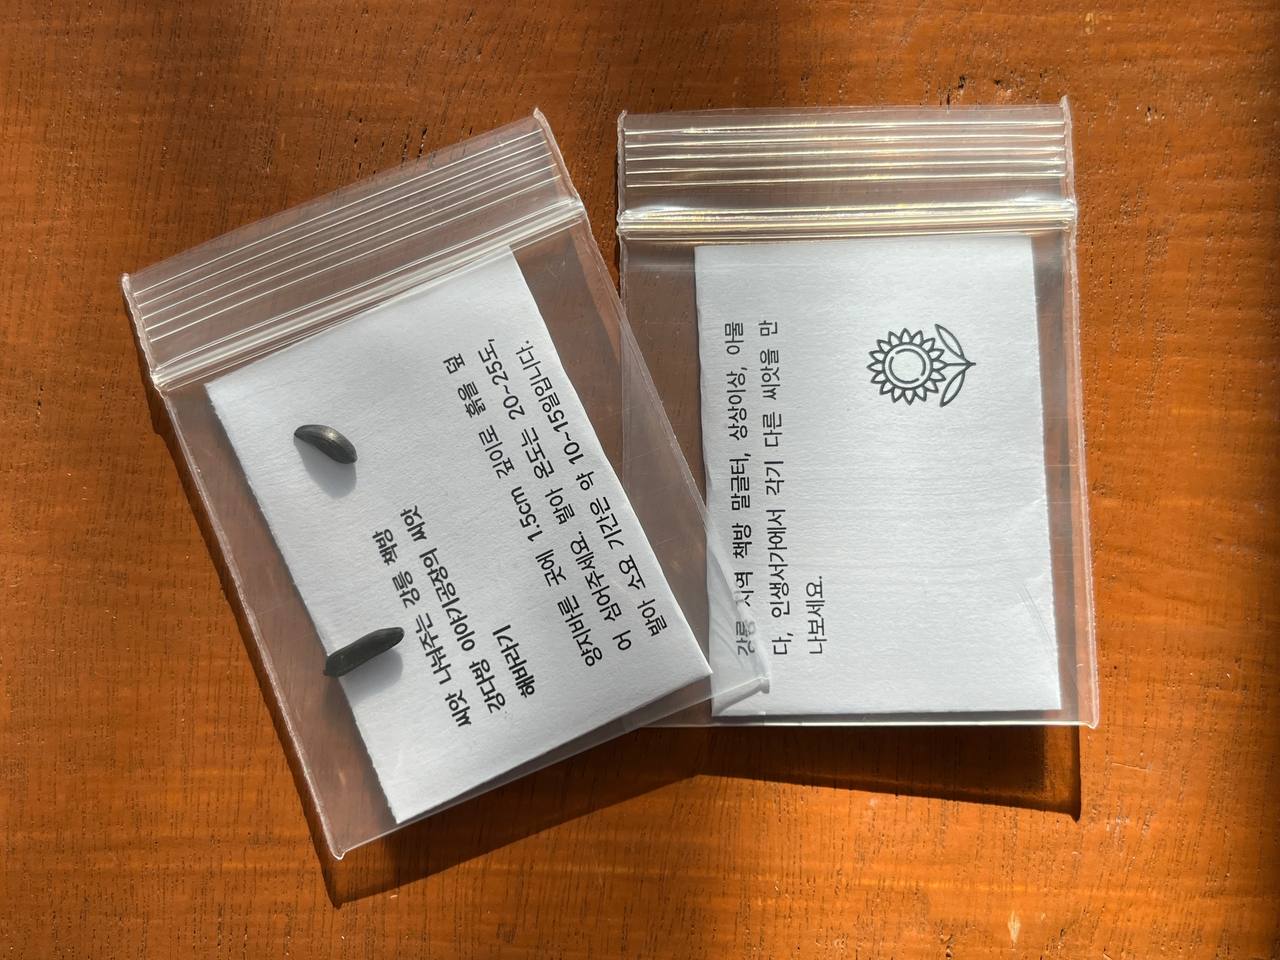 씨앗 나눠주는 강릉 책방
강다방 이야기공장의 씨앗
해바라기
양지바른 곳에 1.5cm 깊이로 흙을 덮
어 심어주세요. 발아 온도는 20~25도,
발아 소요 기간은 약 10~15일입니다.
강릉 지역 책방 말글터, 상상이상, 이물
다, 인생서가에서 각기 다른 씨앗을 만
나보세요.